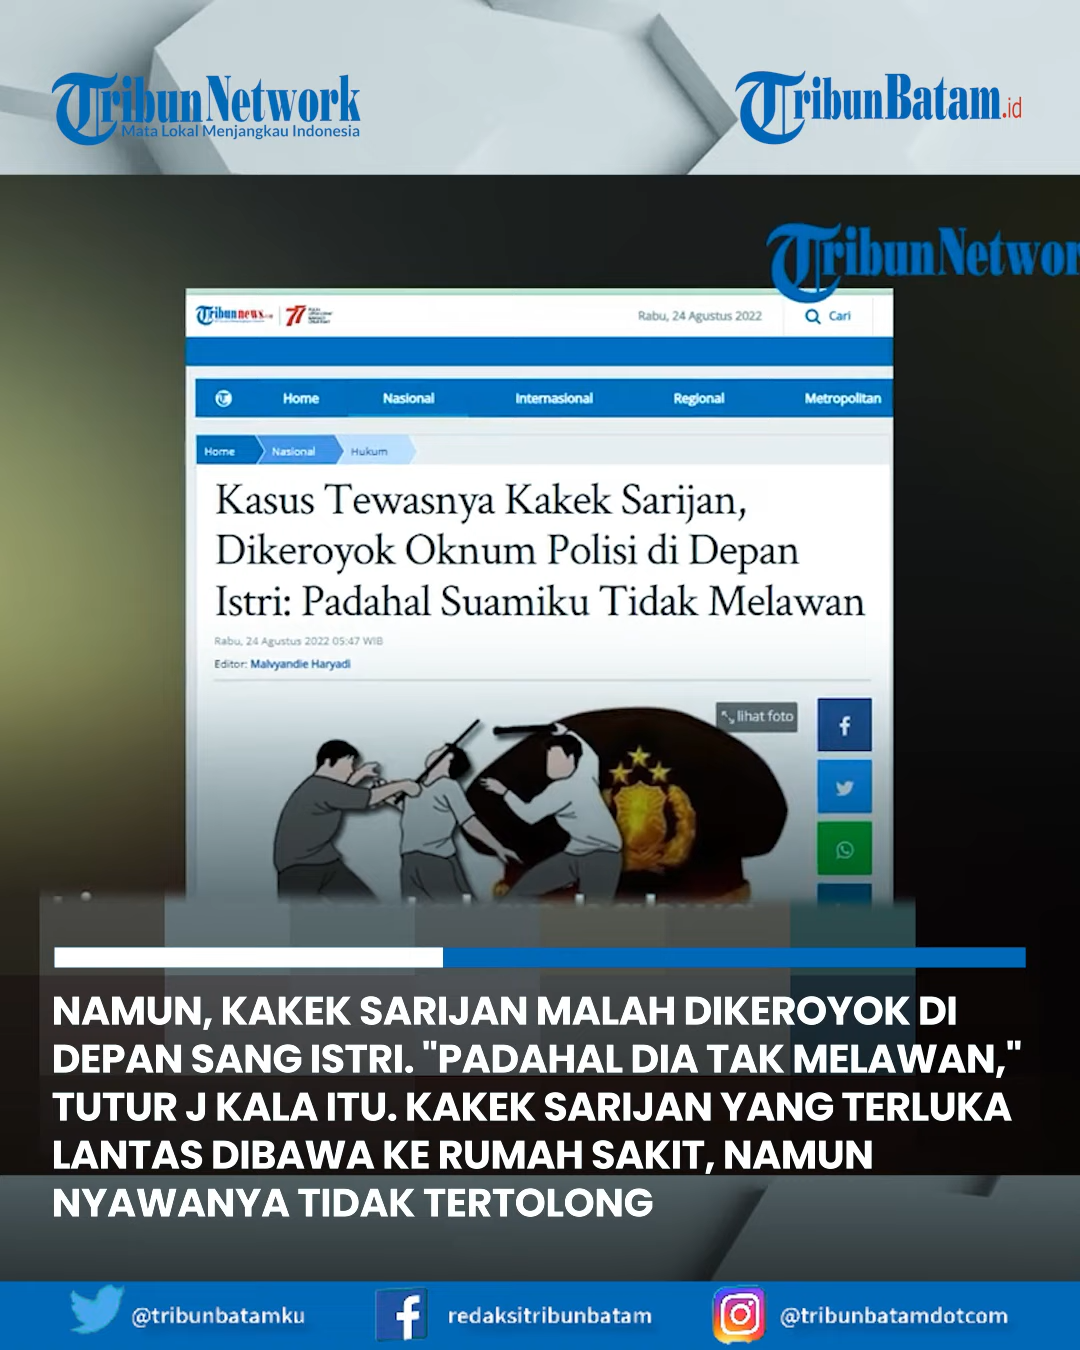 Tribun Network
Mata Lokal Menjangkau Indonesia
TribunBatam.id
TribunNetwor
Tribunnews.com
77
Rabu, 24 Agustus 2022
Cari
Home Nasional Internasional Regional Metropolitan
Home Nasional Hukum
Kasus Tewasnya Kakek Sarijan,
Dikeroyok Oknum Polisi di Depan
Istri: Padahal Suamiku Tidak Melawan
Rabu, 24 Agustus 2022 05:47 WIB
Editor: Malvyandie Haryadi
lihat foto
NAMUN, KAKEK SARIJAN MALAH DIKEROYOK DI
DEPAN SANG ISTRI. "PADAHAL DIA TAK MELAWAN,"
TUTUR J KALA ITU. KAKEK SARIJAN YANG TERLUKA
LANTAS DIBAWA KE RUMAH SAKIT, NAMUN
NYAWANYA TIDAK TERTOLONG
@tribunbatamku
redaksitribunbatam
@tribunbatamdotcom